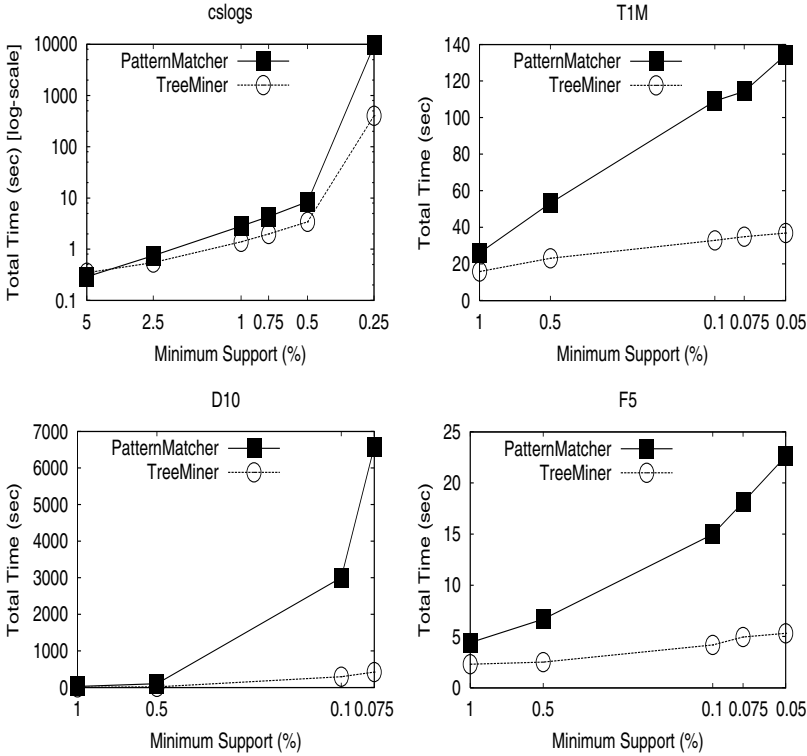 cslogs
Total Time (sec) [log-scale]
10000
1000
100
10
1
0.1
PatternMatcher
TreeMiner
5 2.5 1 0.75 0.5 0.25
Minimum Support (%)
T1M
Total Time (sec)
140
120
100
80
60
40
20
0
PatternMatcher
TreeMiner
1 0.5 0.1 0.075 0.05
Minimum Support (%)
D10
Total Time (sec)
7000
6000
5000
4000
3000
2000
1000
0
PatternMatcher
TreeMiner
1 0.5 0.1 0.075
Minimum Support (%)
F5
Total Time (sec)
25
20
15
10
5
0
PatternMatcher
TreeMiner
1 0.5 0.1 0.075 0.05
Minimum Support (%)